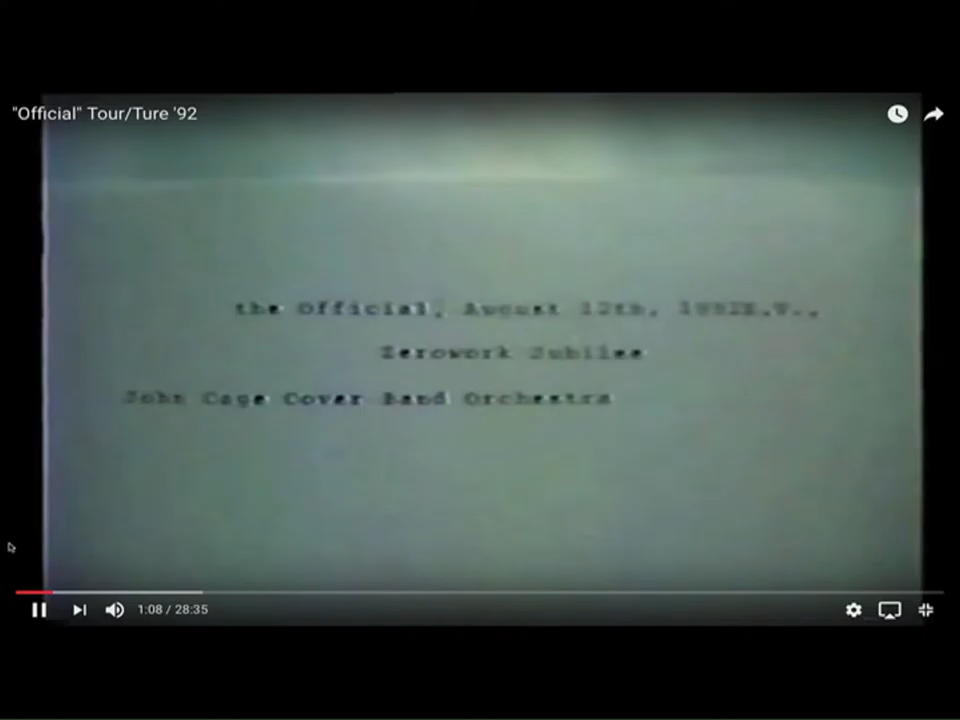 "Official" Tour/Ture '92
the Official, August 12th, 1992E.V.,
Zerowork Jubilee
John Cage Cover Band Orchestra
1:08 / 28:35